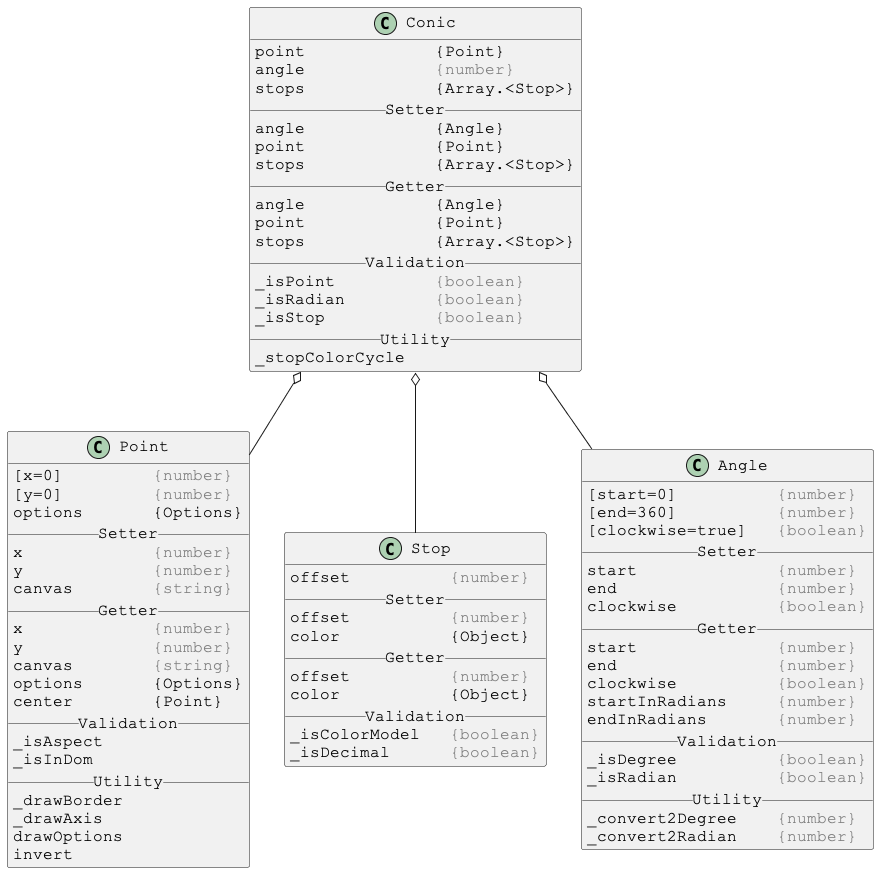 C Conic
point {Point}
angle {number}
stops {Array.<Stop>}
Setter
angle {Angle}
point {Point}
stops {Array.<Stop>}
Getter
angle {Angle}
point {Point}
stops {Array.<Stop>}
Validation
_isPoint {boolean}
_isRadian {boolean}
_isStop {boolean}
Utility
_stopColorCycle
C Point
[x=0] {number}
[y=0] {number}
options {Options}
Setter
x {number}
y {number}
canvas {string}
Getter
x {number}
y {number}
canvas {string}
options {Options}
center {Point}
Validation
_isAspect
_isInDom
Utility
_drawBorder
_drawAxis
drawOptions
invert
C Stop
offset {number}
Setter
offset {number}
color {Object}
Getter
offset {number}
color {Object}
Validation
_isColorModel {boolean}
_isDecimal {boolean}
C Angle
[start=0] {number}
[end=360] {number}
[clockwise=true] {boolean}
Setter
start {number}
end {number}
clockwise {boolean}
Getter
start {number}
end {number}
clockwise {boolean}
startInRadians {number}
endInRadians {number}
Validation
_isDegree {boolean}
_isRadian {boolean}
Utility
_convert2Degree {number}
_convert2Radian {number}